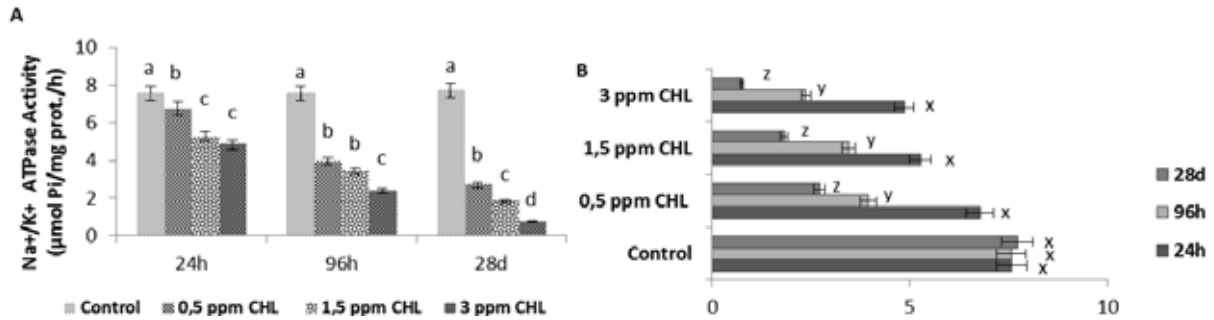 A
Na+/K+ ATPase Activity
(µmol Pi/mg prot./h)
10
8
6
4
2
0
a
b
c
c
a
b
b
c
a
b
c
d
24h
96h
28d
Control
0,5 ppm CHL
1,5 ppm CHL
3 ppm CHL
B
3 ppm CHL
z
y
x
1,5 ppm CHL
z
y
x
0,5 ppm CHL
z
y
x
Control
x
x
x
0
5
10
28d
96h
24h